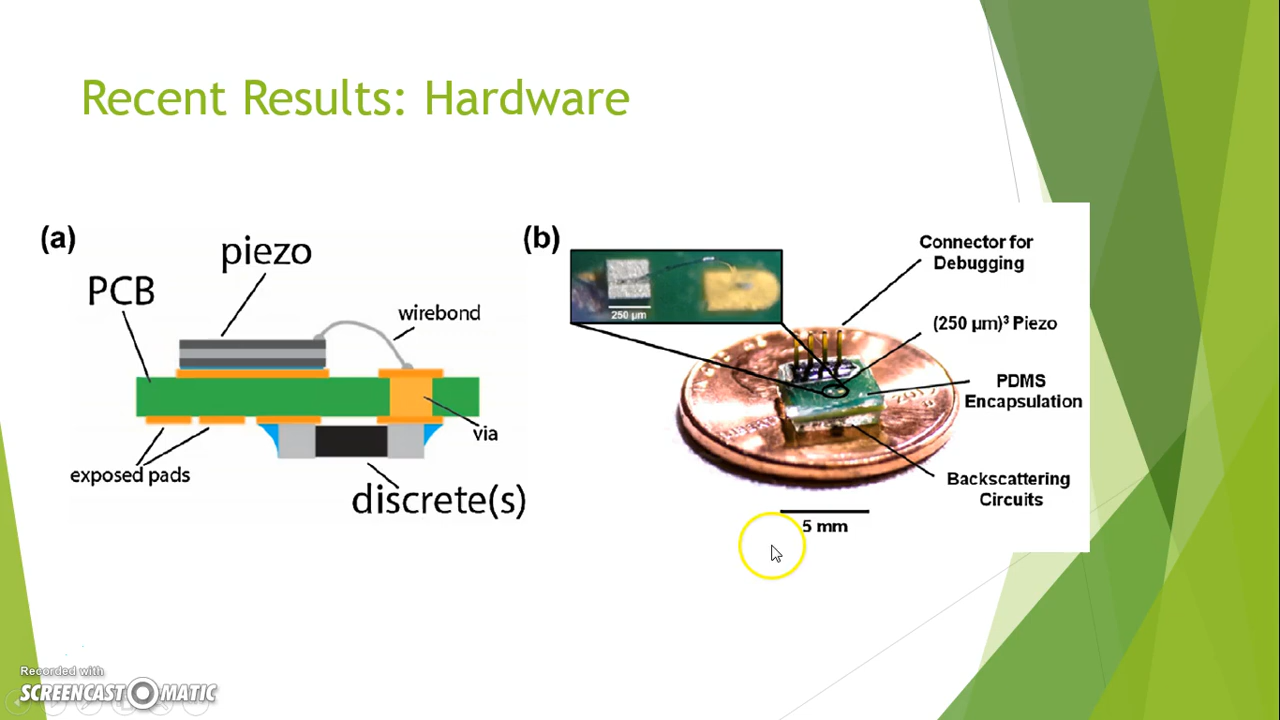 Recent Results: Hardware
(a)
piezo
PCB
wirebond
via
exposed pads
discrete(s)
(b)
250 µm
Connector for
Debugging
(250 µm)³ Piezo
PDMS
Encapsulation
Backscattering
Circuits
5 mm
Recorded with
SCREENCAST MATIC